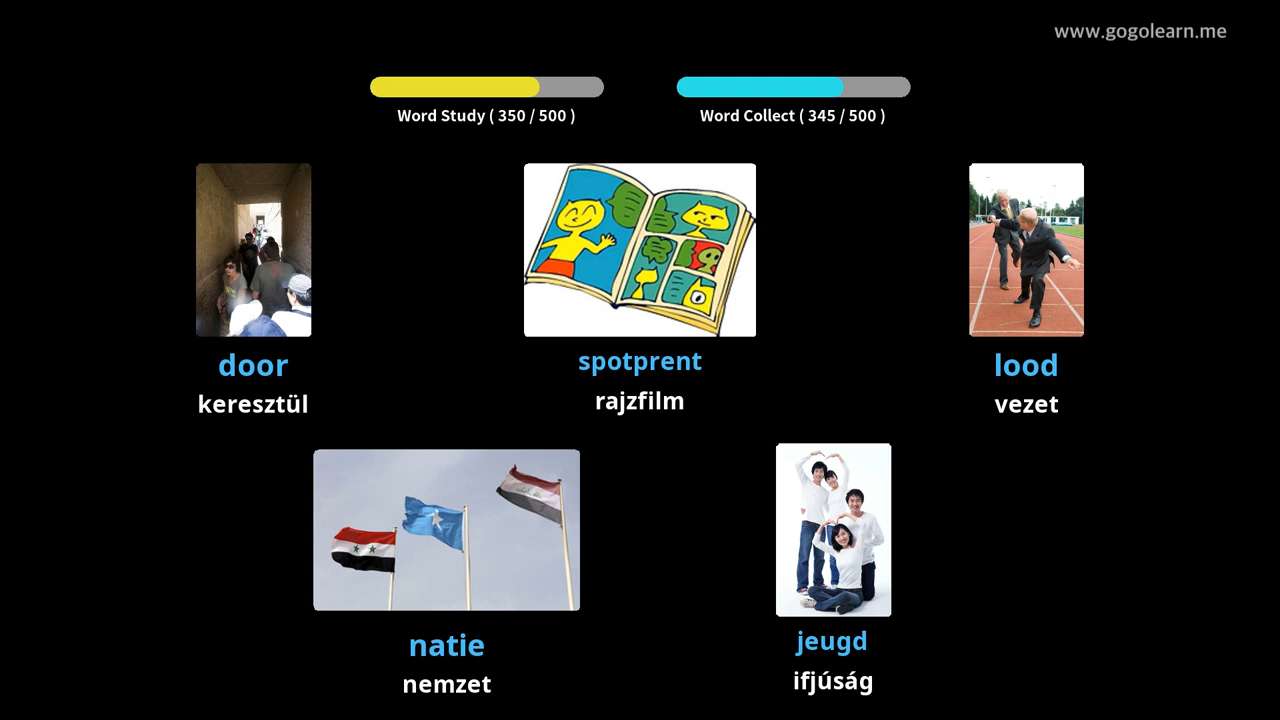 www.gogolearn.me
Word Study ( 350 / 500 )
Word Collect ( 345 / 500 )
door
keresztül
spotprent
rajzfilm
lood
vezet
natie
nemzet
jeugd
ifjúság